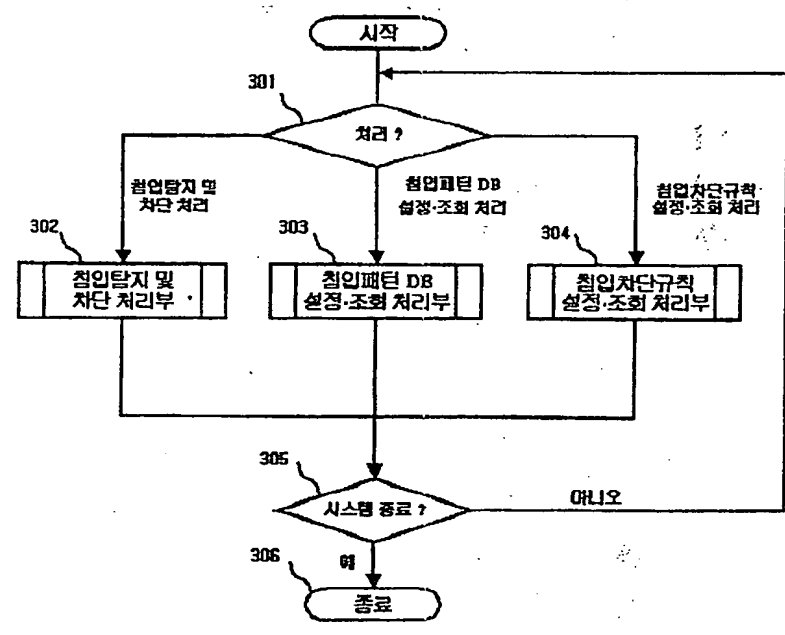 시작
301
처리 ?
침입탐지 및
차단 처리
침입패턴 DB
설정·조회 처리
침입차단규칙
설정·조회 처리
302
303
304
침입탐지 및
차단 처리부
침입패턴 DB
설정·조회 처리부
침입차단규칙
설정·조회 처리부
305
시스템 종료 ?
아니오
예
306
종료